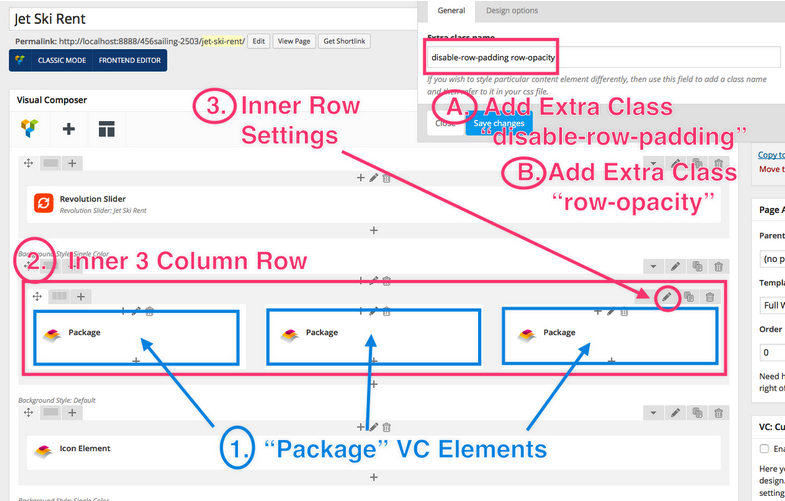 Jet Ski Rent
General
Design options
Permalink: http://localhost:8888/456sailing-2503/jet-ski-rent/ Edit View Page Get Shortlink
Extra class name
disable-row-padding row-opacity
CLASSIC MODE FRONTEND EDITOR
If you wish to style particular content element differently, then use this field to add a class name
and then refer to it in your css file.
Visual Composer
3. Inner Row
Settings
A. Add Extra Class
"disable-row-padding"
Close Save changes
B. Add Extra Class
"row-opacity"
Copy to
Move t
Revolution Slider
Revolution Slider: Jet Ski Rent
Page A
Parent
(no p
Background Style: Single Color
2. Inner 3 Column Row
Templa
Full W
Package
Package
Package
Order
0
Need h
right of
Background Style: Default
VC: Cu
1. "Package" VC Elements
Icon Element
Ena
Here yo
design.
setting
Background Style: Single Color